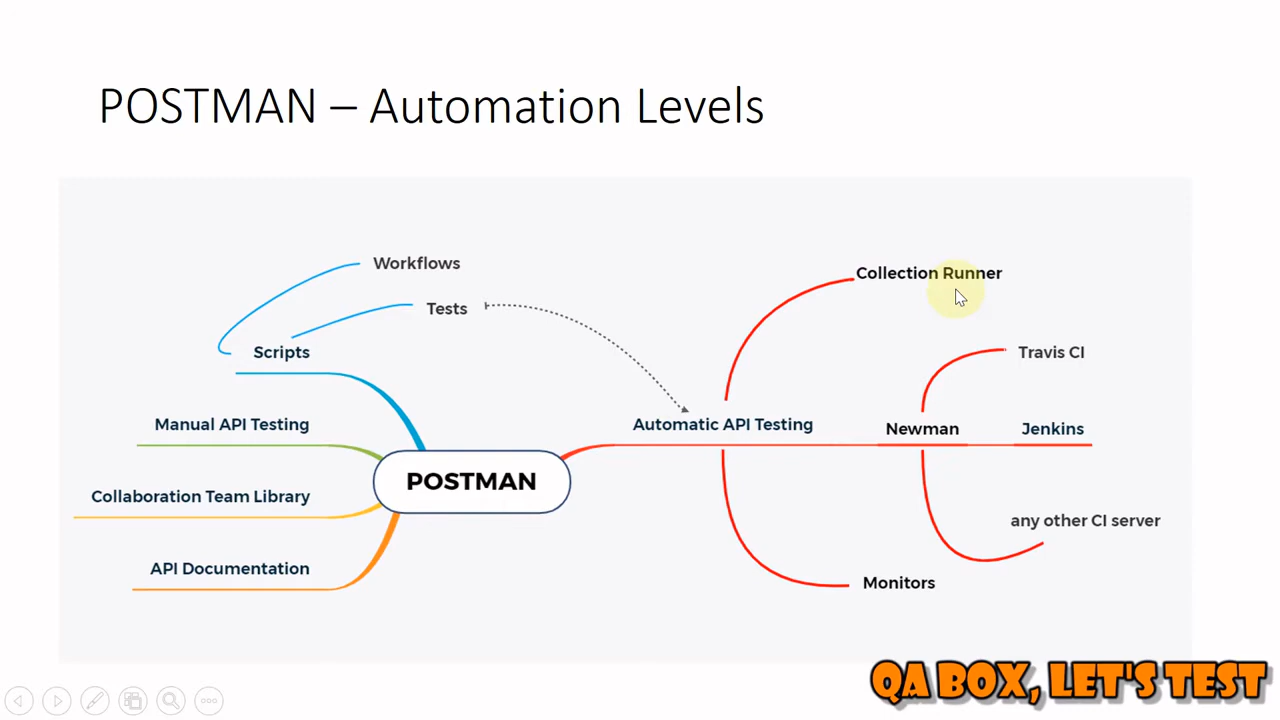 POSTMAN – Automation Levels
Workflows
Tests
Scripts
Manual API Testing
Collaboration Team Library
API Documentation
POSTMAN
Automatic API Testing
Collection Runner
Newman
Travis CI
Jenkins
any other CI server
Monitors
QA BOX, LET'S TEST